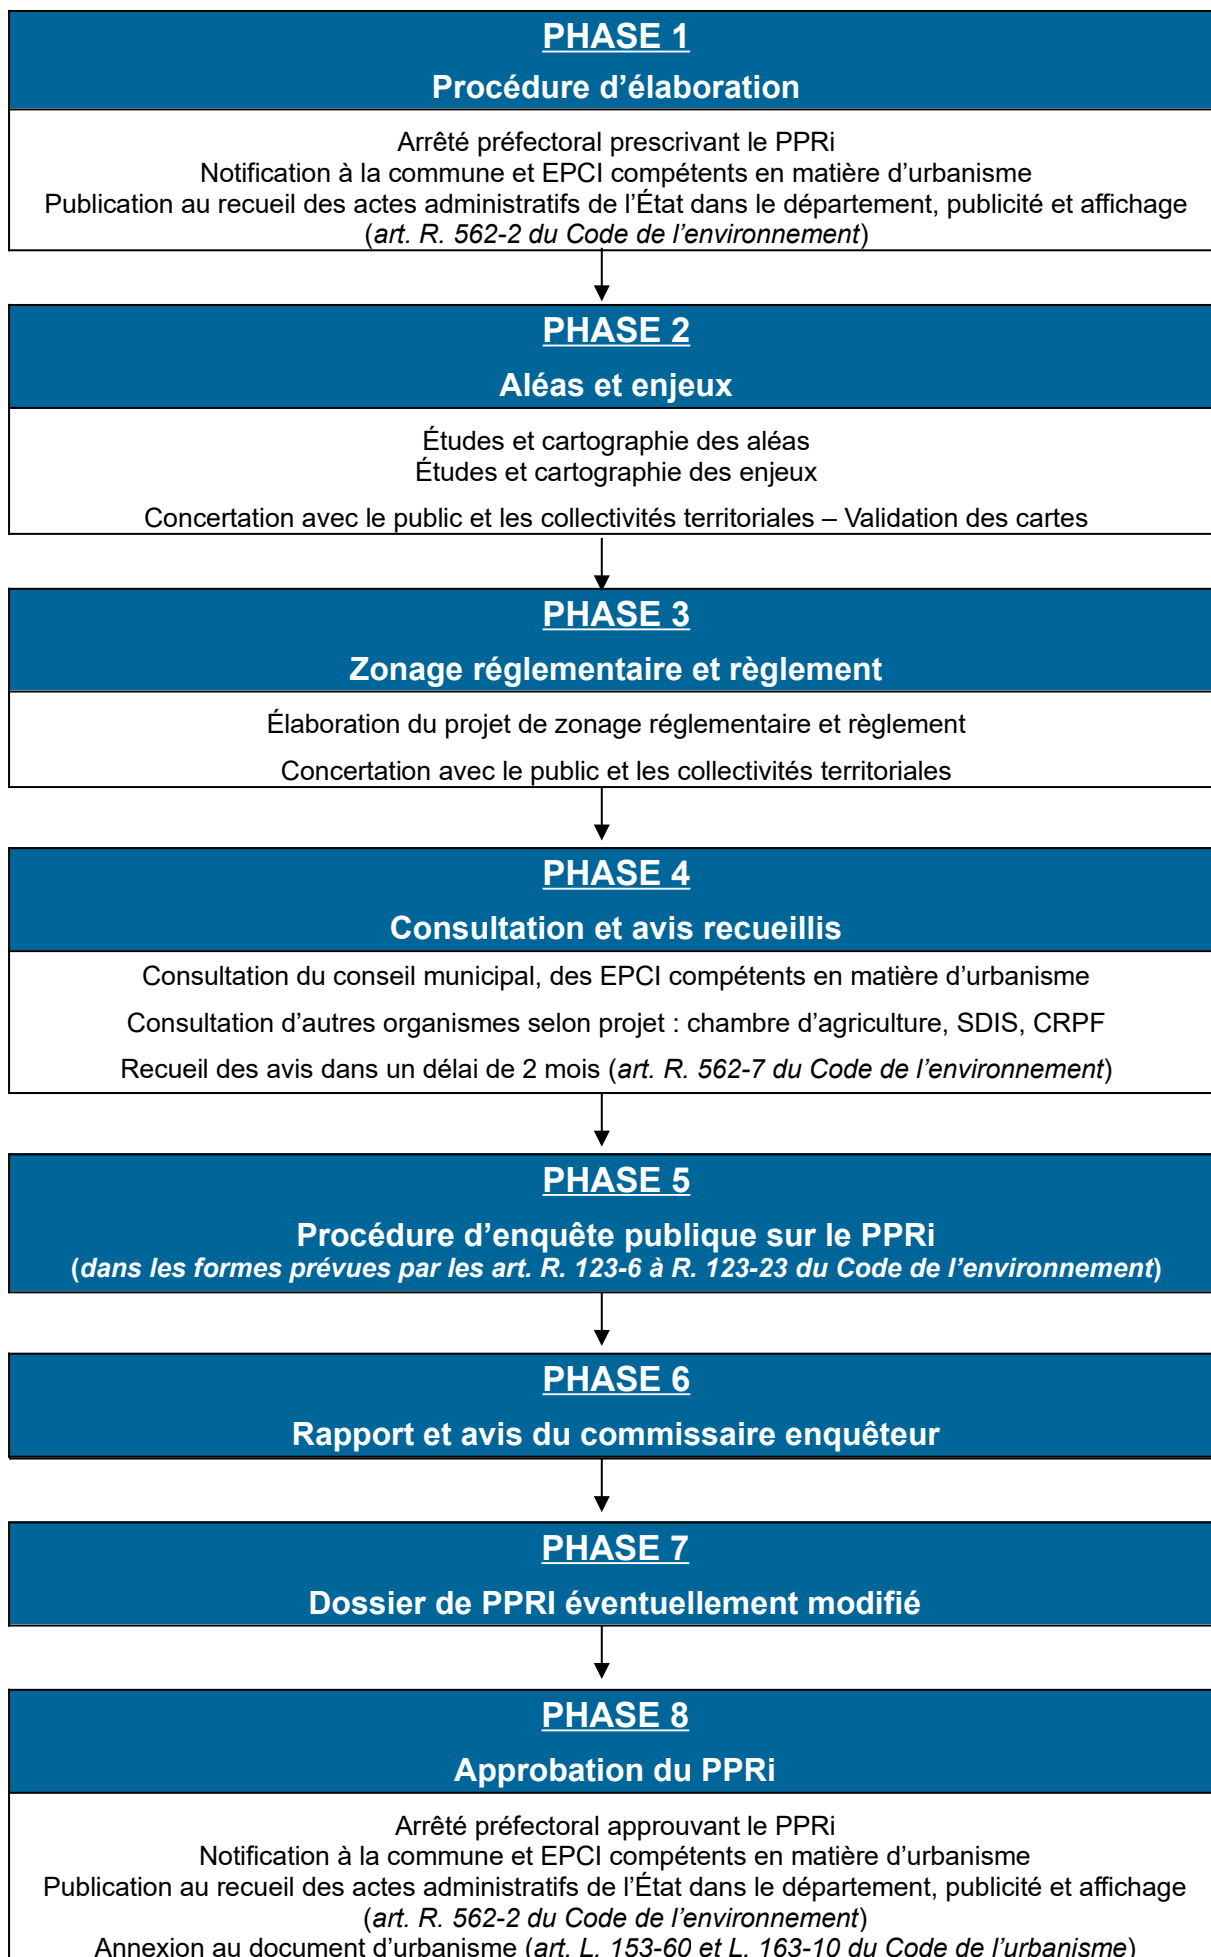 PHASE 1
Procédure d’élaboration
Arrêté préfectoral prescrivant le PPRi
Notification à la commune et EPCI compétents en matière d’urbanisme
Publication au recueil des actes administratifs de l’État dans le département, publicité et affichage
(art. R. 562-2 du Code de l’environnement)
PHASE 2
Aléas et enjeux
Études et cartographie des aléas
Études et cartographie des enjeux
Concertation avec le public et les collectivités territoriales – Validation des cartes
PHASE 3
Zonage réglementaire et règlement
Élaboration du projet de zonage réglementaire et règlement
Concertation avec le public et les collectivités territoriales
PHASE 4
Consultation et avis recueillis
Consultation du conseil municipal, des EPCI compétents en matière d’urbanisme
Consultation d’autres organismes selon projet : chambre d’agriculture, SDIS, CRPF
Recueil des avis dans un délai de 2 mois (art. R. 562-7 du Code de l’environnement)
PHASE 5
Procédure d’enquête publique sur le PPRi
(dans les formes prévues par les art. R. 123-6 à R. 123-23 du Code de l’environnement)
PHASE 6
Rapport et avis du commissaire enquêteur
PHASE 7
Dossier de PPRI éventuellement modifié
PHASE 8
Approbation du PPRi
Arrêté préfectoral approuvant le PPRi
Notification à la commune et EPCI compétents en matière d’urbanisme
Publication au recueil des actes administratifs de l’État dans le département, publicité et affichage
(art. R. 562-2 du Code de l’environnement)
Annexion au document d’urbanisme (art. L. 153-60 et L. 163-10 du Code de l’urbanisme)